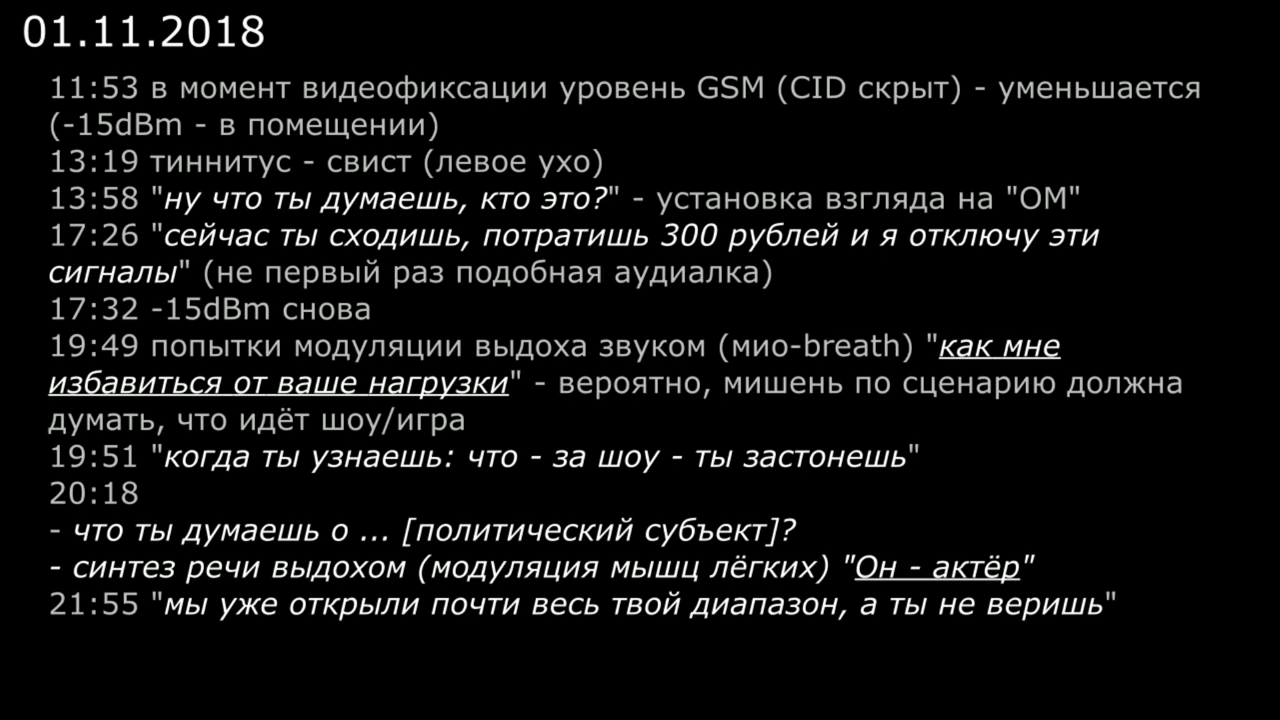 01.11.2018
11:53 в момент видеофиксации уровень GSM (CID скрыт) - уменьшается
(-15dBm - в помещении)
13:19 тиннитус - свист (левое ухо)
13:58 "ну что ты думаешь, кто это?" - установка взгляда на "ОМ"
17:26 "сейчас ты сходишь, потратишь 300 рублей и я отключу эти
сигналы" (не первый раз подобная аудиалка)
17:32 -15dBm снова
19:49 попытки модуляции выдоха звуком (мио-breath) "как мне
избавиться от ваше нагрузки" - вероятно, мишень по сценарию должна
думать, что идёт шоу/игра
19:51 "когда ты узнаешь: что - за шоу - ты застонешь"
20:18
- что ты думаешь о ... [политический субъект]?
- синтез речи выдохом (модуляция мышц лёгких) "Он - актёр"
21:55 "мы уже открыли почти весь твой диапазон, а ты не веришь"